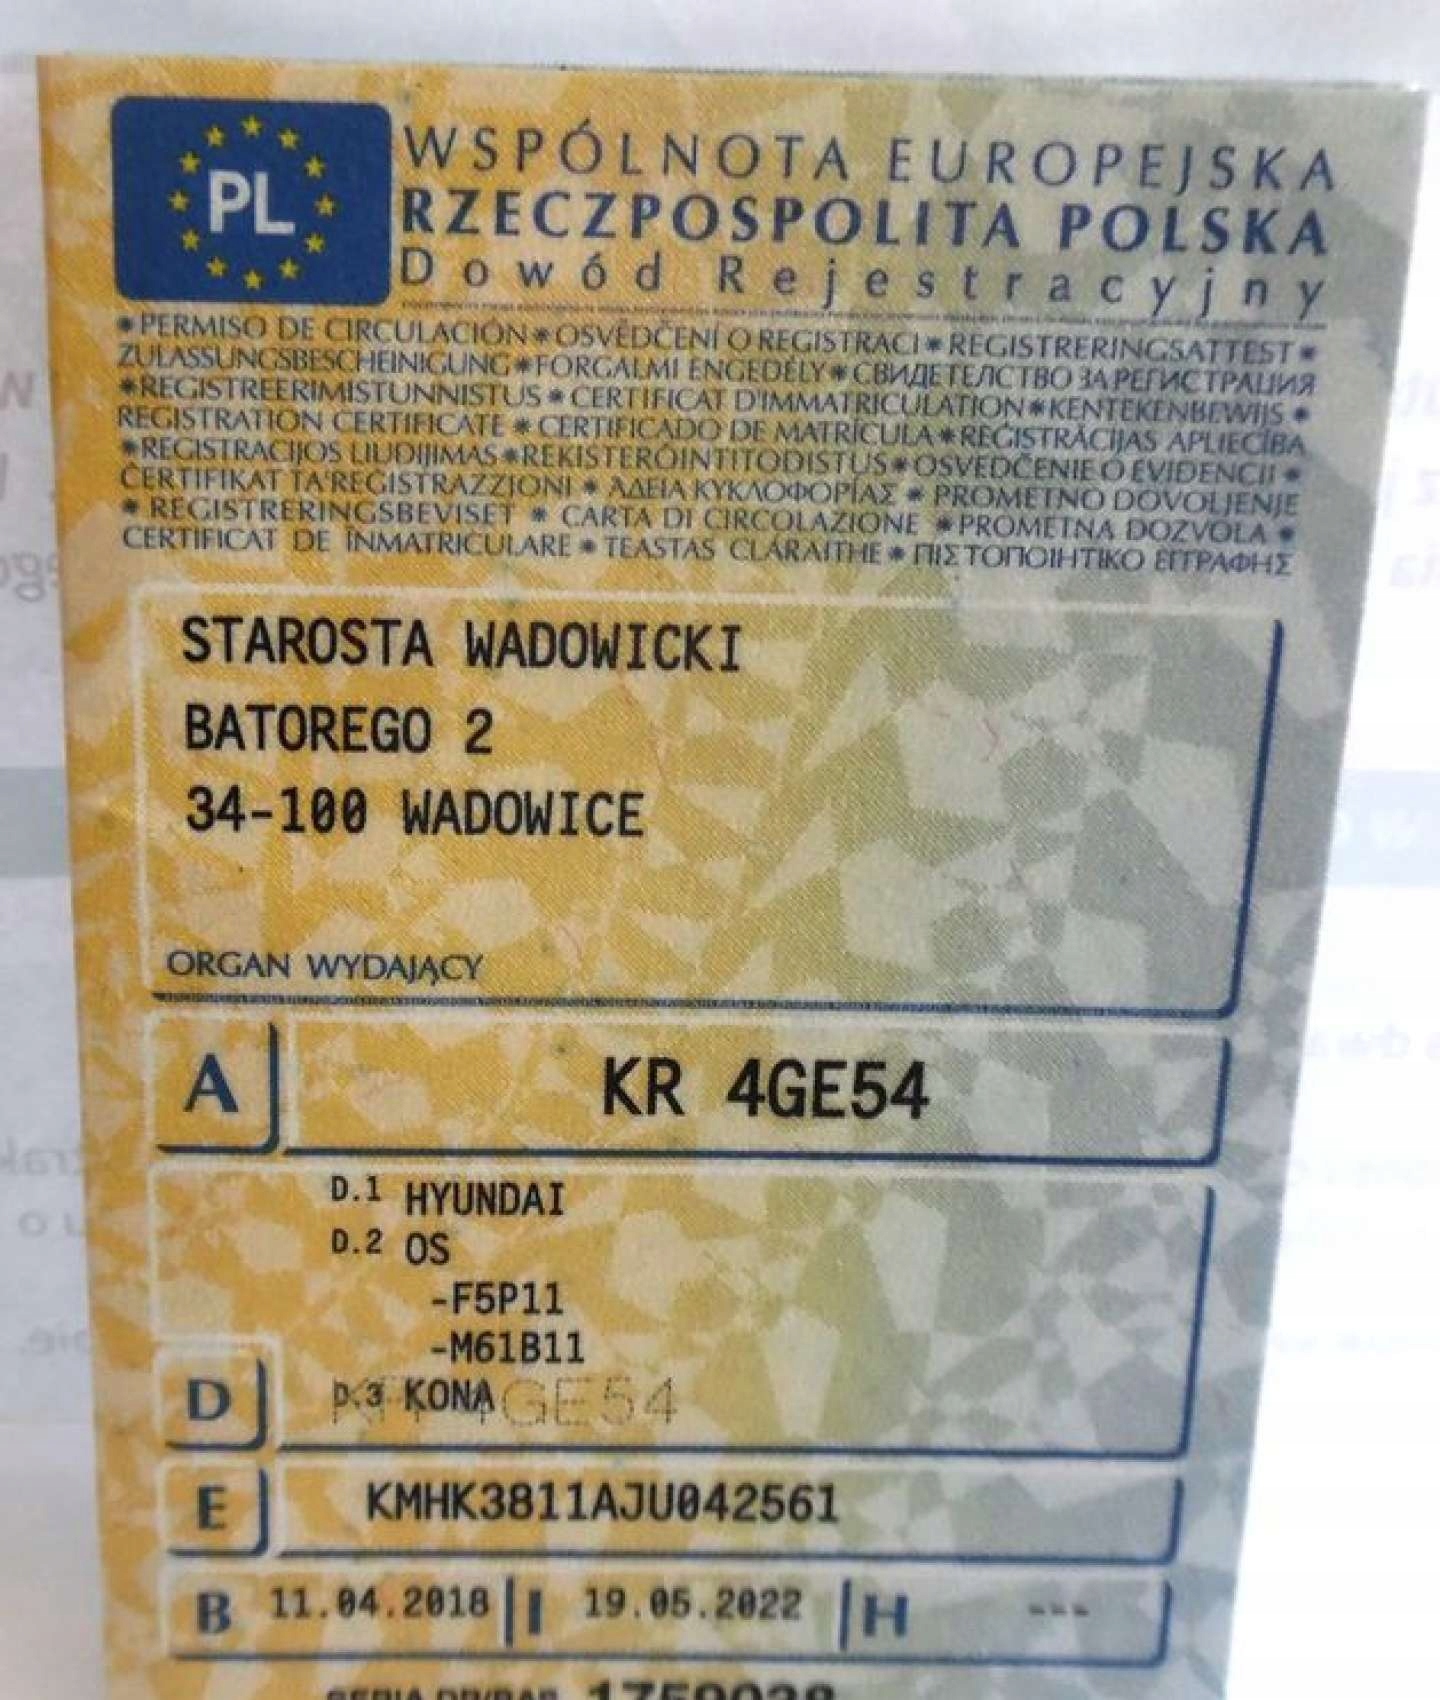 PL
WSPÓLNOTA EUROPEJSKA
RZECZPOSPOLITA POLSKA
Dowód Rejestracyjny
*PERMISO DE CIRCULACIÓN*OSVĚDČENÍ O REGISTRACI*REGISTRERINGSATTEST*
ZULASSUNGSBESCHEINIGUNG*FORGALMI ENGEDÉLY*СВИДЕТЕЛСТВО ЗА РЕГИСТРАЦИЯ
*REGISTREERIMISTUNNISTUS*CERTIFICAT D'IMMATRICULATION*KENTEKENBEWIJS*
REGISTRATION CERTIFICATE*CERTIFICADO DE MATRÍCULA*REĢISTRĀCIJAS APLIECĪBA
*REGISTRACIJOS LIUDIJIMAS*REKISTERÖINTITODISTUS*OSVEDČENIE O EVIDENCII*
ĊERTIFIKAT TA'REĠISTRAZZJONI*ΑΔΕΙΑ ΚΥΚΛΟΦΟΡΊΑΣ*PROMETNO DOVOLJENJE
*REGISTRERINGSBEVISET*CARTA DI CIRCOLAZIONE*PROMETNA DOZVOLA*
CERTIFICAT DE ÎNMATRICULARE*TEASTAS CLÁRAITHE*ΠΙΣΤΟΠΟΙΗΤΙΚΟ ΕΓΓΡΑΦΗΣ
STAROSTA WADOWICKI
BATOREGO 2
34-100 WADOWICE
ORGAN WYDAJĄCY
A KR 4GE54
D.1 HYUNDAI
D.2 OS
-F5P11
-M61B11
D D.3 KONA
KR 4GE54
E KMHK3811AJU042561
B 11.04.2018 I 19.05.2022 H ---